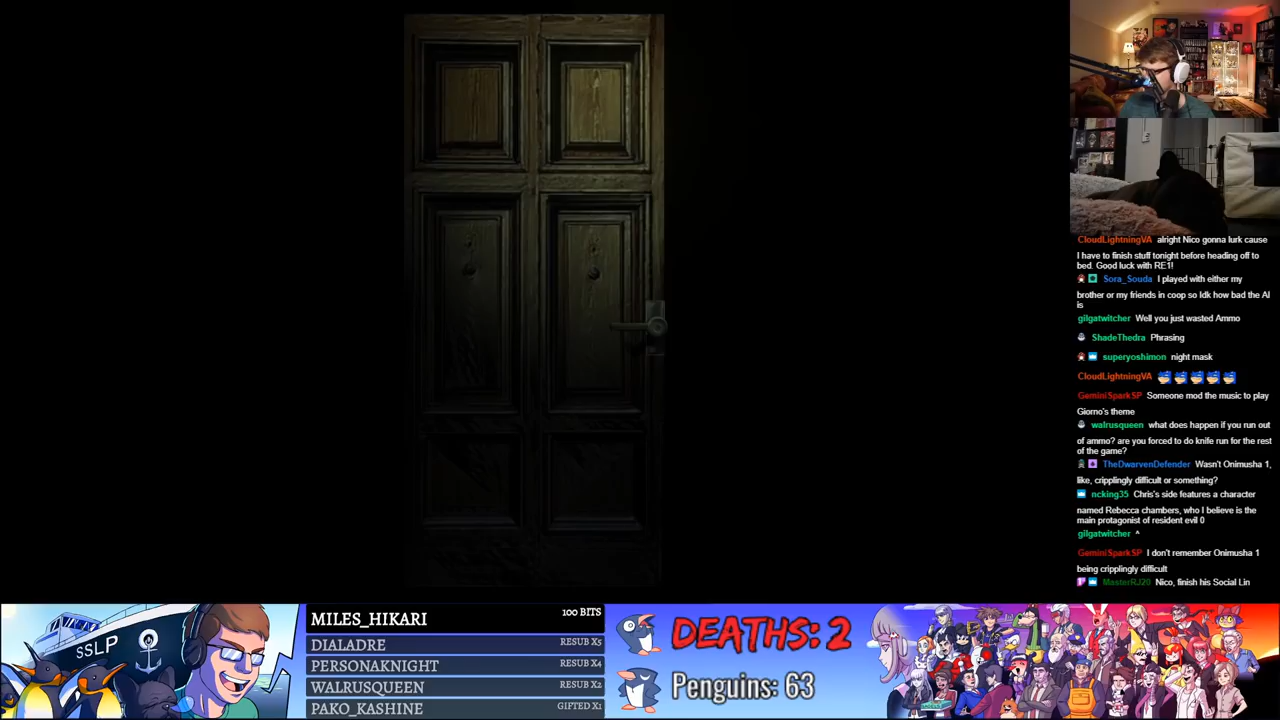 CloudLightningVA alright Nico gonna lurk cause
I have to finish stuff tonight before heading off to
bed. Good luck with RE1!
Sora_Souda I played with either my
brother or my friends in coop so Idk how bad the AI
is
gilgatwitcher Well you just wasted Ammo
ShadeThedra Phrasing
superyoshimon night mask
CloudLightningVA
GeminiSparkSP Someone mod the music to play
Giorno's theme
walrusqueen what does happen if you run out
of ammo? are you forced to do knife run for the rest
of the game?
TheDwarvenDefender Wasn't Onimusha 1,
like, cripplingly difficult or something?
ncking35 Chris's side features a character
named Rebecca chambers, who I believe is the
main protagonist of resident evil 0
gilgatwitcher ^
GeminiSparkSP I don't remember Onimusha 1
being cripplingly difficult
MasterRJ20 Nico, finish his Social Lin
SSLP
MILES_HIKARI 100 BITS
DIALADRE RESUB X5
PERSONAKNIGHT RESUB X4
WALRUSQUEEN RESUB X2
PAKO_KASHINE GIFTED X1
DEATHS: 2
Penguins: 63